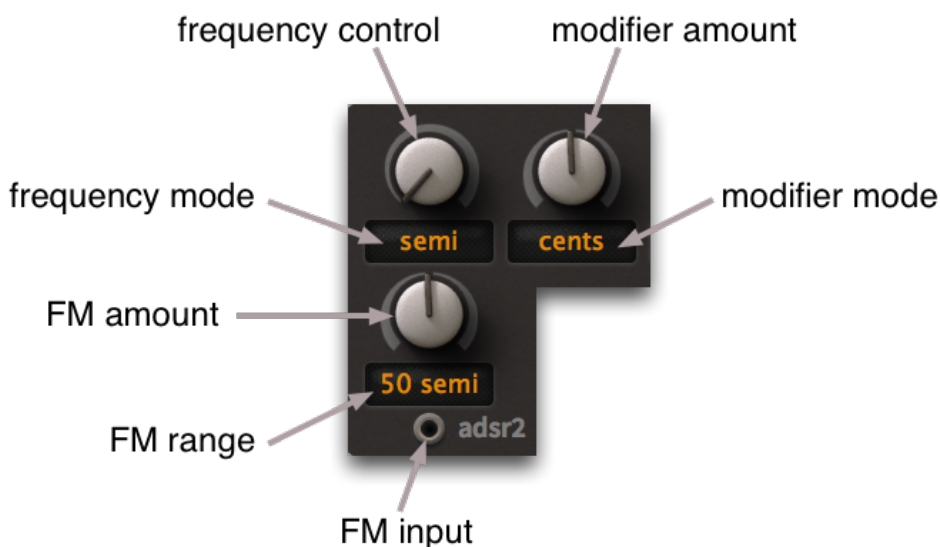 frequency control
modifier amount
frequency mode
modifier mode
semi
cents
FM amount
50 semi
FM range
adsr2
FM input